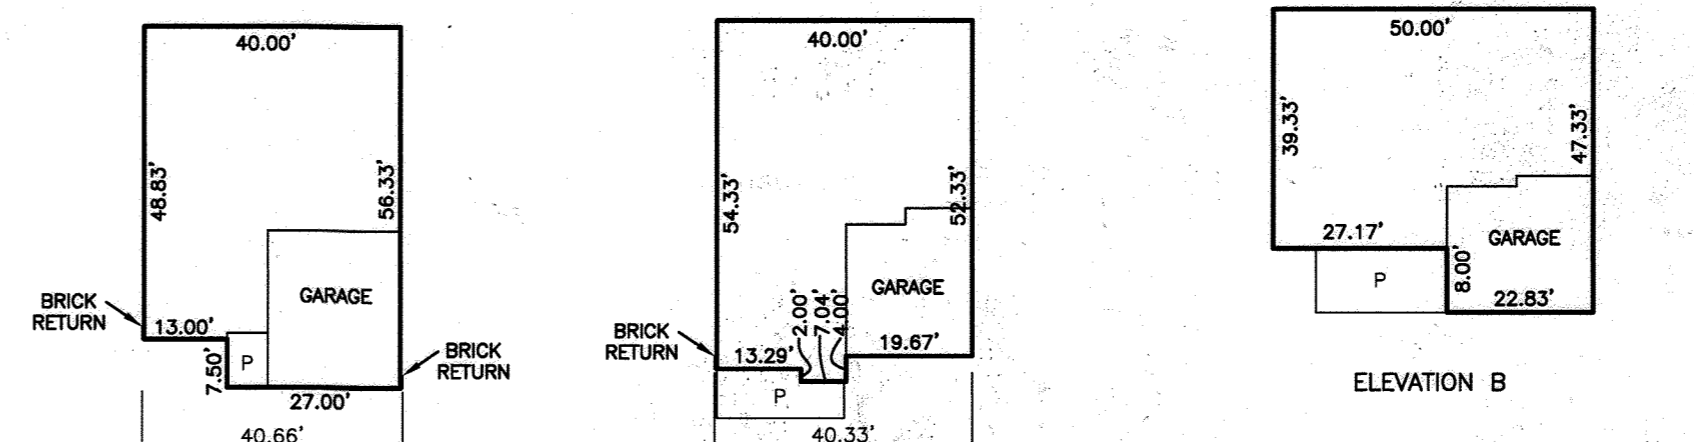 40.00'
48.83'
56.33'
GARAGE
BRICK
RETURN
13.00'
7.50'
P
BRICK
RETURN
27.00'
40.66'
40.00'
54.33'
52.33'
GARAGE
2.00'
7.04'
4.00'
BRICK
RETURN
13.29'
19.67'
P
40.33'
50.00'
39.33'
47.33'
27.17'
GARAGE
P
8.00'
22.83'
ELEVATION B